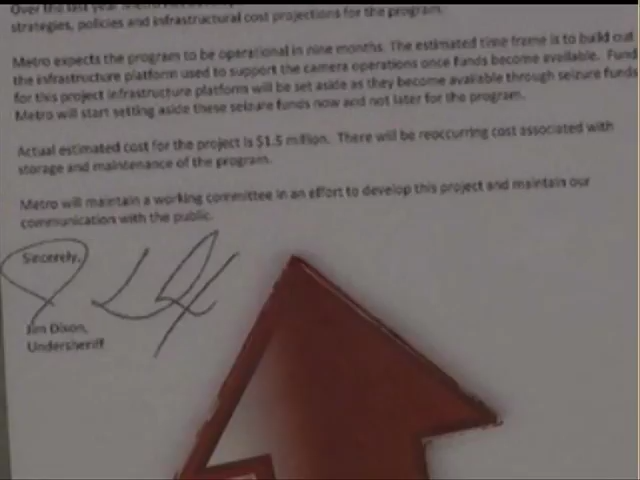 Over the last year
strategies, policies and infrastructural cost projections for the program.
Metro expects the program to be operational in nine months. The estimated time frame is to build out
the infrastructure platform used to support the camera operations once funds become available. Fund
for this project infrastructure platform will be set aside as they become available through seizure funds
Metro will start setting aside these seizure funds now and not later for the program.
Actual estimated cost for the project is $1.5 million. There will be reoccurring cost associated with
storage and maintenance of the program.
Metro will maintain a working committee in an effort to develop this project and maintain our
communication with the public.
Sincerely,
Jim Dixon,
Undersheriff